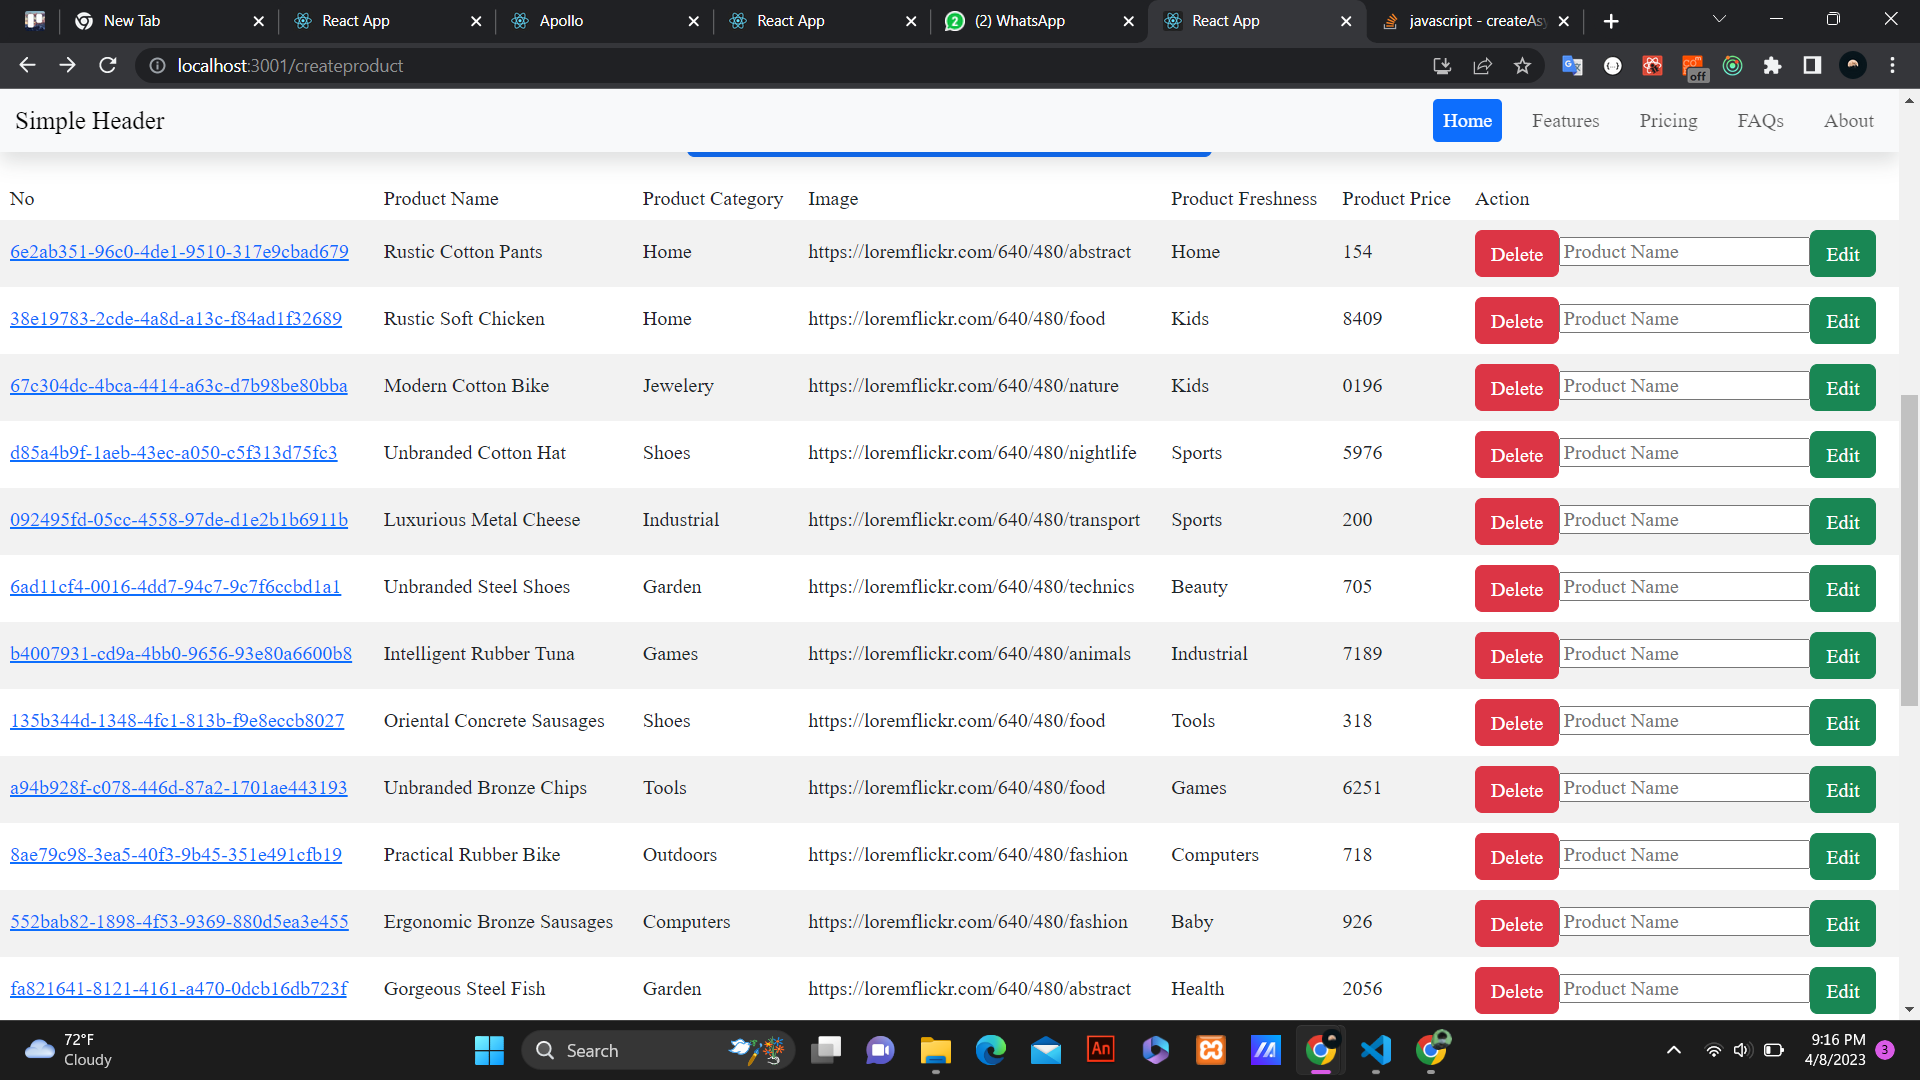 New Tab
React App
Apollo
React App
(2) WhatsApp
React App
javascript - createAsy
localhost:3001/createproduct
off
Simple Header
Home Features Pricing FAQs About
No Product Name Product Category Image Product Freshness Product Price Action
6e2ab351-96c0-4de1-9510-317e9cbad679 Rustic Cotton Pants Home https://loremflickr.com/640/480/abstract Home 154 Delete Product Name Edit
38e19783-2cde-4a8d-a13c-f84ad1f32689 Rustic Soft Chicken Home https://loremflickr.com/640/480/food Kids 8409 Delete Product Name Edit
67c304dc-4bca-4414-a63c-d7b98be80bba Modern Cotton Bike Jewelery https://loremflickr.com/640/480/nature Kids 0196 Delete Product Name Edit
d85a4b9f-1aeb-43ec-a050-c5f313d75fc3 Unbranded Cotton Hat Shoes https://loremflickr.com/640/480/nightlife Sports 5976 Delete Product Name Edit
092495fd-05cc-4558-97de-d1e2b1b6911b Luxurious Metal Cheese Industrial https://loremflickr.com/640/480/transport Sports 200 Delete Product Name Edit
6ad11cf4-0016-4dd7-94c7-9c7f6ccbd1a1 Unbranded Steel Shoes Garden https://loremflickr.com/640/480/technics Beauty 705 Delete Product Name Edit
b4007931-cd9a-4bb0-9656-93e80a6600b8 Intelligent Rubber Tuna Games https://loremflickr.com/640/480/animals Industrial 7189 Delete Product Name Edit
135b344d-1348-4fc1-813b-f9e8eccb8027 Oriental Concrete Sausages Shoes https://loremflickr.com/640/480/food Tools 318 Delete Product Name Edit
a94b928f-c078-446d-87a2-1701ae443193 Unbranded Bronze Chips Tools https://loremflickr.com/640/480/food Games 6251 Delete Product Name Edit
8ae79c98-3ea5-40f3-9b45-351e491cfb19 Practical Rubber Bike Outdoors https://loremflickr.com/640/480/fashion Computers 718 Delete Product Name Edit
552bab82-1898-4f53-9369-880d5ea3e455 Ergonomic Bronze Sausages Computers https://loremflickr.com/640/480/fashion Baby 926 Delete Product Name Edit
fa821641-8121-4161-a470-0dcb16db723f Gorgeous Steel Fish Garden https://loremflickr.com/640/480/abstract Health 2056 Delete Product Name Edit
72°F
Cloudy
Search
An
9:16 PM
4/8/2023
3